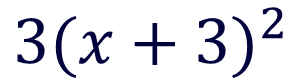 3(x + 3)²